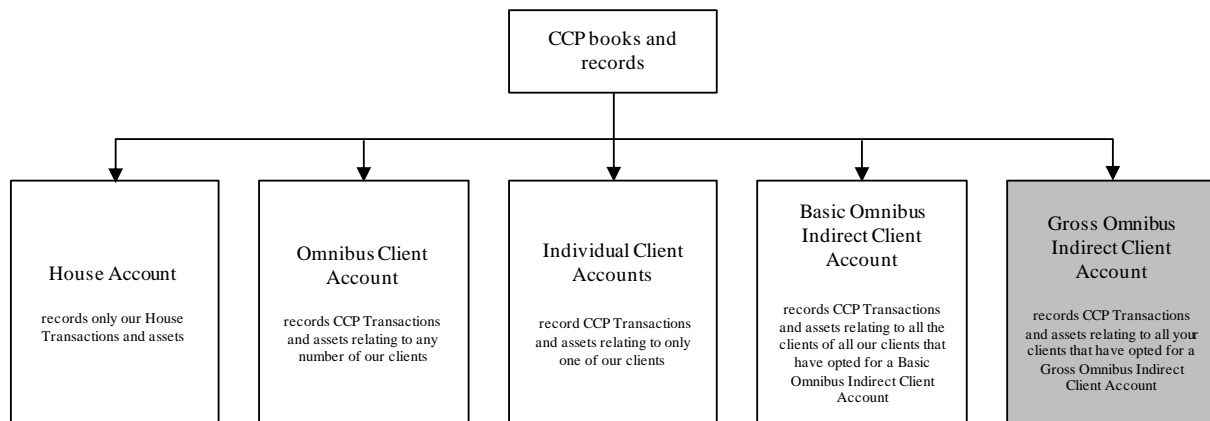 CCP books and
records
House Account
records only our House
Transactions and assets
Omnibus Client
Account
records CCP Transactions
and assets relating to any
number of our clients
Individual Client
Accounts
record CCP Transactions
and assets relating to only
one of our clients
Basic Omnibus
Indirect Client
Account
records CCP Transactions
and assets relating to all the
clients of all our clients that
have opted for a Basic
Omnibus Indirect Client
Account
Gross Omnibus
Indirect Client
Account
records CCP Transactions
and assets relating to all your
clients that have opted for a
Gross Omnibus Indirect
Client Account